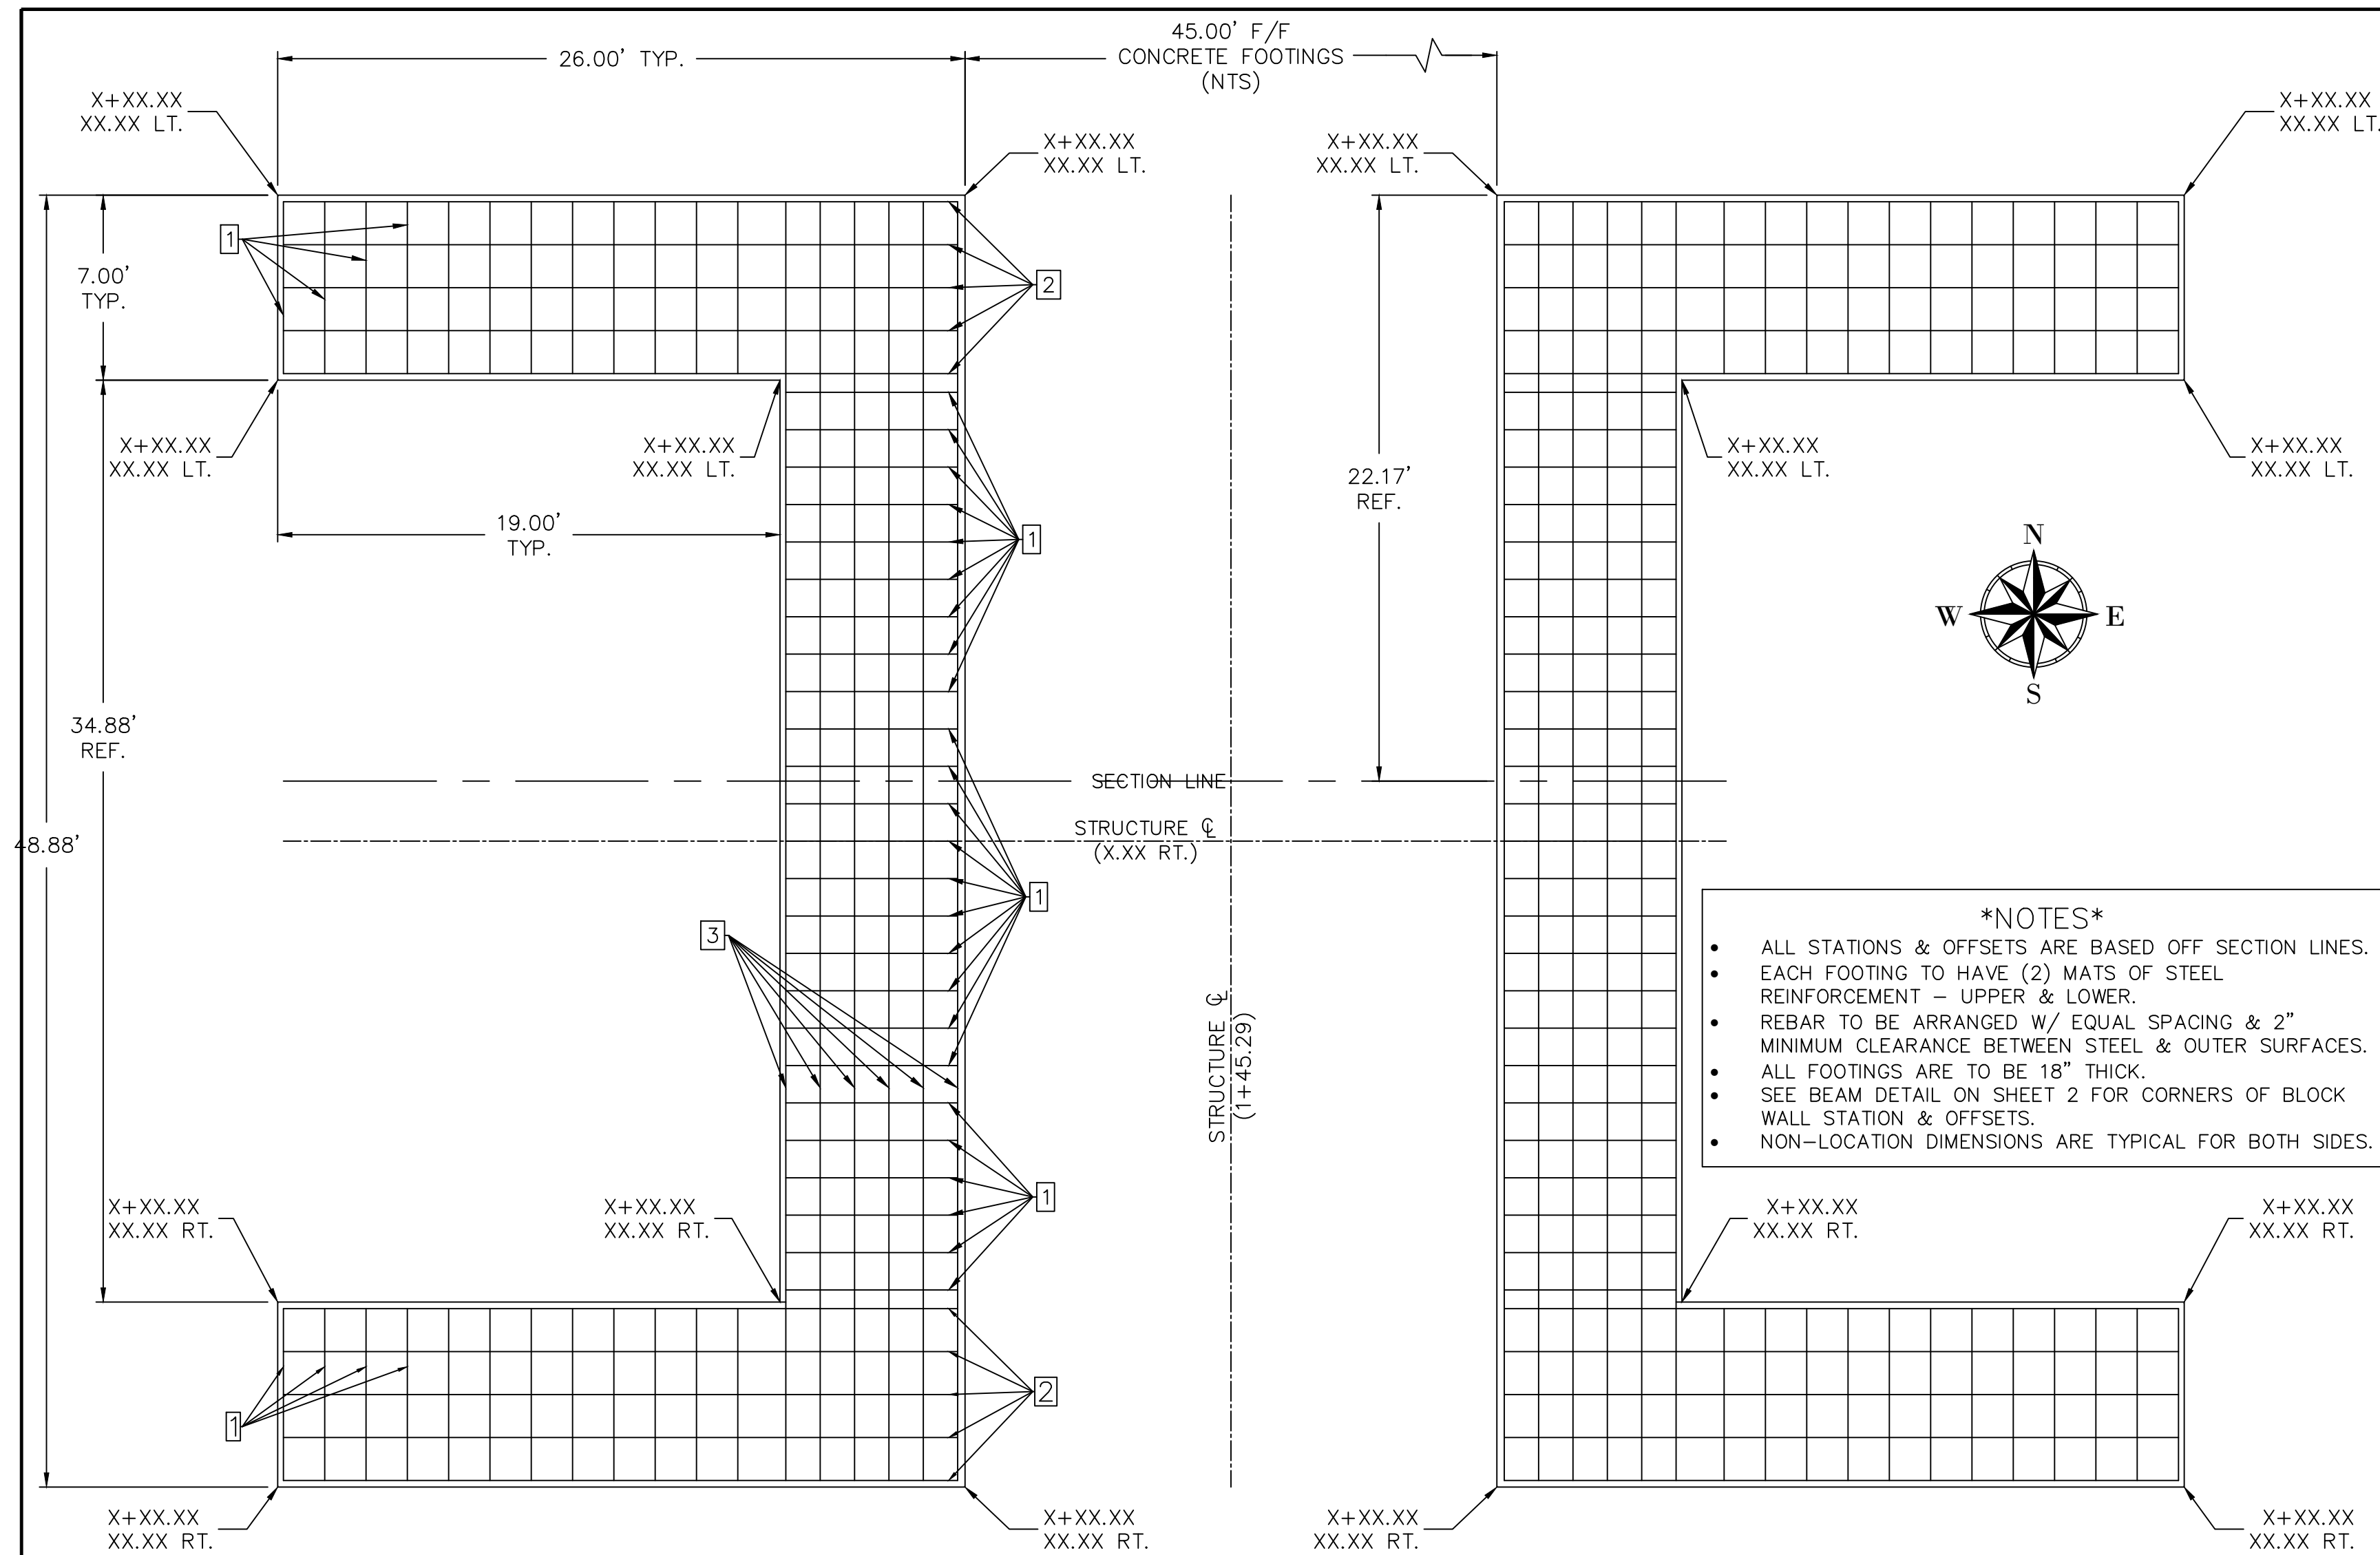 45.00' F/F
CONCRETE FOOTINGS
(NTS)
26.00' TYP.
X+XX.XX
XX.XX LT.
X+XX.XX
XX.XX LT.
X+XX.XX
XX.XX LT.
X+XX.XX
XX.XX LT.
1
2
7.00'
TYP.
X+XX.XX
XX.XX LT.
X+XX.XX
XX.XX LT.
X+XX.XX
XX.XX LT.
X+XX.XX
XX.XX LT.
22.17'
REF.
19.00'
TYP.
1
N
W
E
S
34.88'
REF.
SECTION LINE
STRUCTURE ℄
(X.XX RT.)
48.88'
1
3
STRUCTURE ℄
(1+45.29)
*NOTES*
• ALL STATIONS & OFFSETS ARE BASED OFF SECTION LINES.
• EACH FOOTING TO HAVE (2) MATS OF STEEL
REINFORCEMENT – UPPER & LOWER.
• REBAR TO BE ARRANGED W/ EQUAL SPACING & 2"
MINIMUM CLEARANCE BETWEEN STEEL & OUTER SURFACES.
• ALL FOOTINGS ARE TO BE 18" THICK.
• SEE BEAM DETAIL ON SHEET 2 FOR CORNERS OF BLOCK
WALL STATION & OFFSETS.
• NON–LOCATION DIMENSIONS ARE TYPICAL FOR BOTH SIDES.
1
X+XX.XX
XX.XX RT.
X+XX.XX
XX.XX RT.
X+XX.XX
XX.XX RT.
X+XX.XX
XX.XX RT.
2
1
X+XX.XX
XX.XX RT.
X+XX.XX
XX.XX RT.
X+XX.XX
XX.XX RT.
X+XX.XX
XX.XX RT.